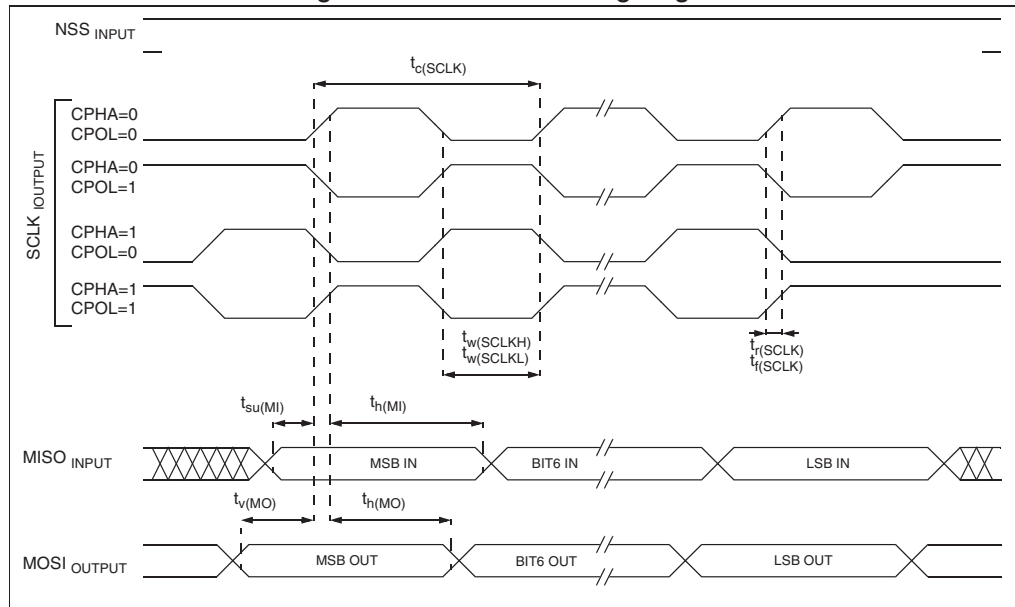 NSS INPUT
tc(SCLK)
SCLK IOUTPUT
CPHA=0
CPOL=0
CPHA=0
CPOL=1
CPHA=1
CPOL=0
CPHA=1
CPOL=1
tw(SCLKH)
tw(SCLKL)
tr(SCLK)
tf(SCLK)
tsu(MI)
th(MI)
MISO INPUT
MSB IN
BIT6 IN
LSB IN
tv(MO)
th(MO)
MOSI OUTPUT
MSB OUT
BIT6 OUT
LSB OUT